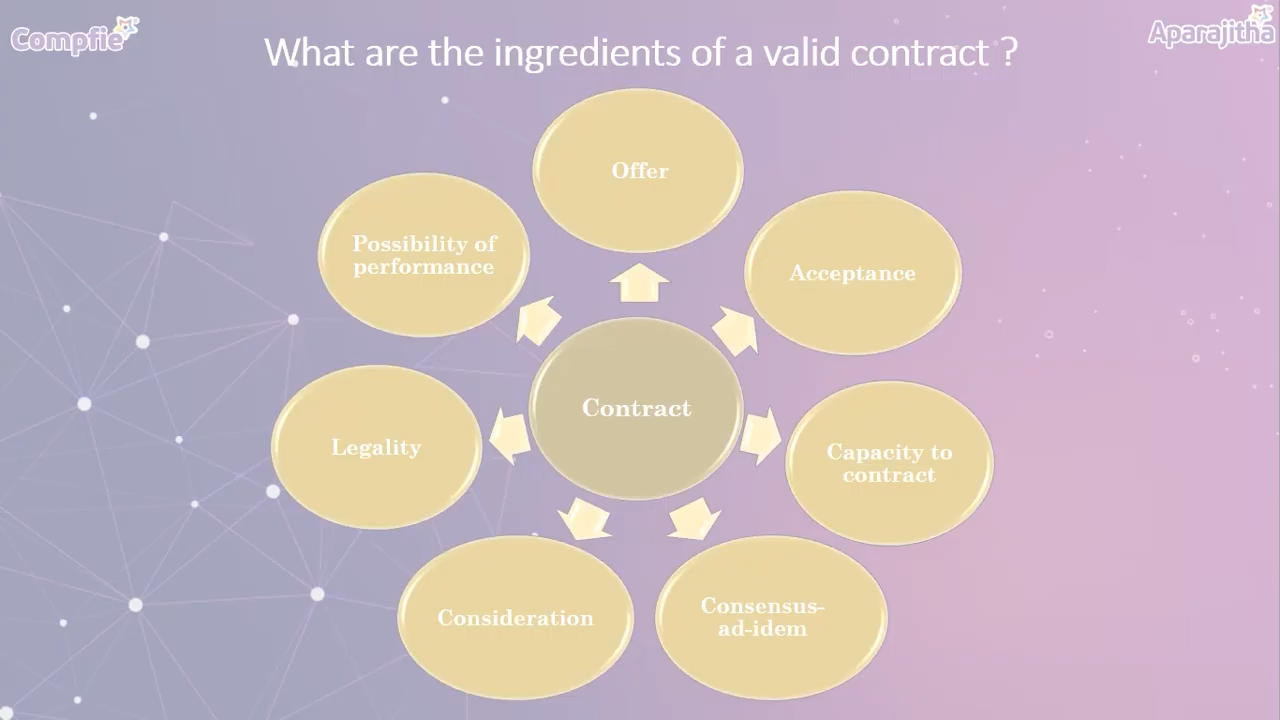 Compfie
Aparajitha
What are the ingredients of a valid contract ?
Offer
Acceptance
Capacity to
contract
Consensus-
ad-idem
Consideration
Legality
Possibility of
performance
Contract